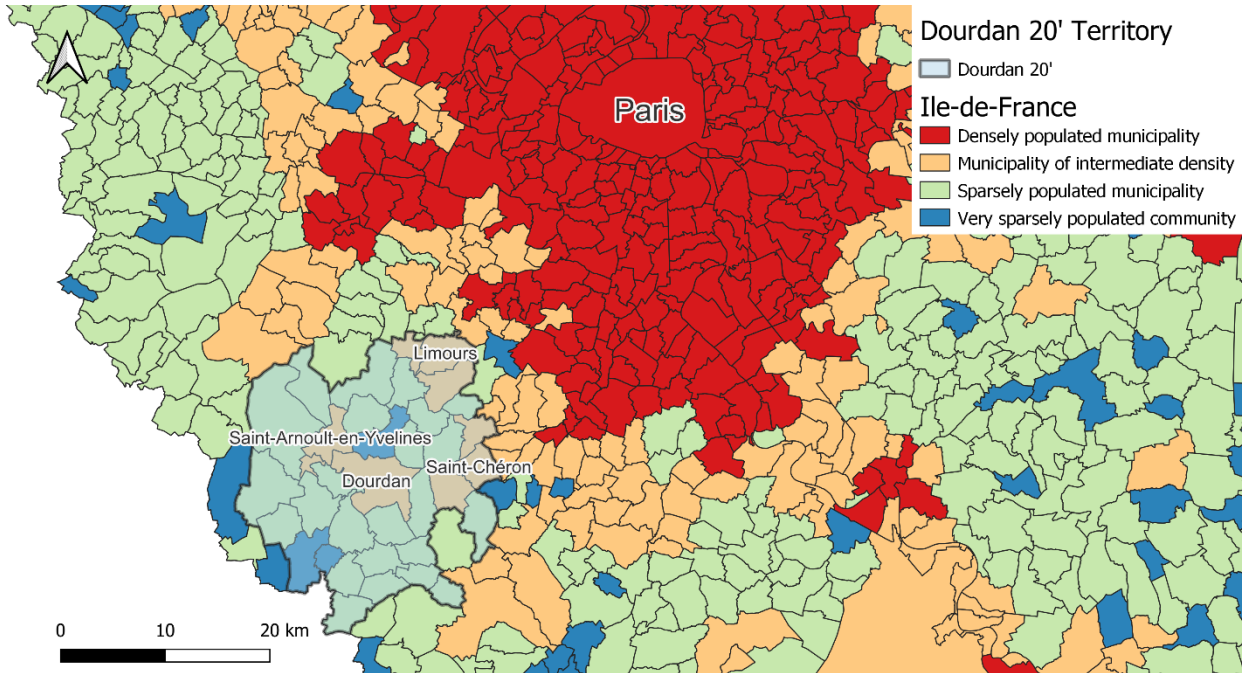 Dourdan 20' Territory
Dourdan 20'
Ile-de-France
Densely populated municipality
Municipality of intermediate density
Sparsely populated municipality
Very sparsely populated community
Paris
Limours
Saint-Arnoult-en-Yvelines
Saint-Chéron
Dourdan
0 10 20 km